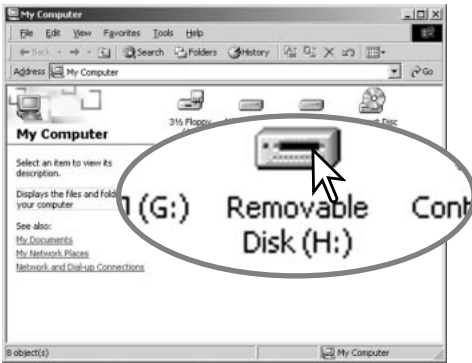 My Computer
File Edit View Favorites Tools Help
Back Search Folders History
Address My Computer Go
3½ Floppy
Disc
My Computer
Select an item to view its
description.
Displays the files and
your computer
See also:
My Documents
My Network Places
Network and Dial-up Connections
(G:)
Removable
Disk (H:)
Cont
8 object(s) My Computer